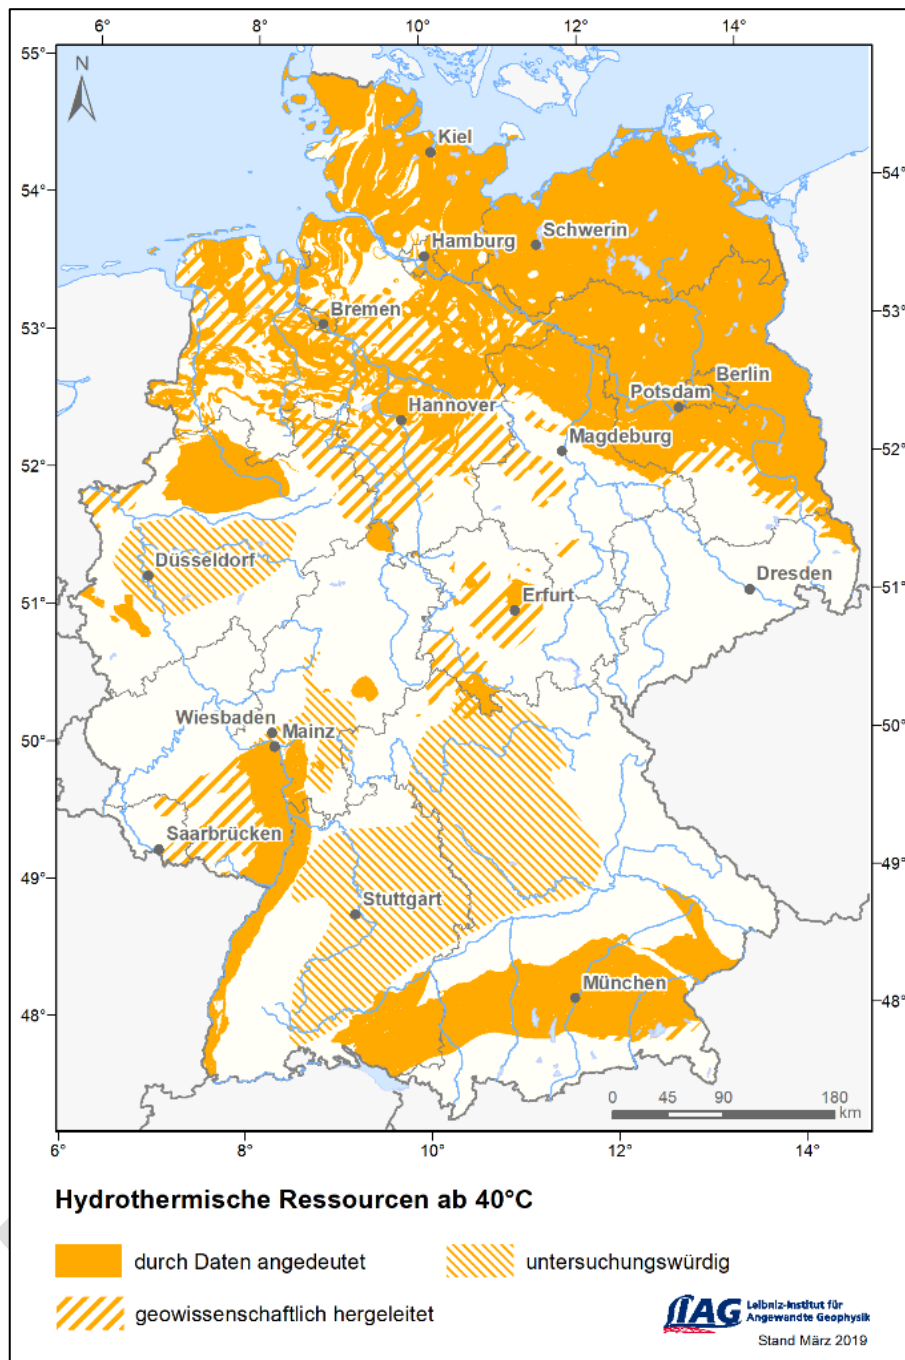 6° 8° 10° 12° 14°
55°
N
Kiel
54° 54°
Schwerin
Hamburg
Bremen
53° 53°
Berlin
Potsdam
Hannover
Magdeburg
52° 52°
Düsseldorf
Dresden
Erfurt
51° 51°
Wiesbaden
Mainz
50° 50°
Saarbrücken
49° 49°
Stuttgart
München
48° 48°
0 45 90 180
km
6° 8° 10° 12° 14°
Hydrothermische Ressourcen ab 40°C
durch Daten angedeutet
untersuchungswürdig
geowissenschaftlich hergeleitet
LIAG Leibniz-Institut für
Angewandte Geophysik
Stand März 2019